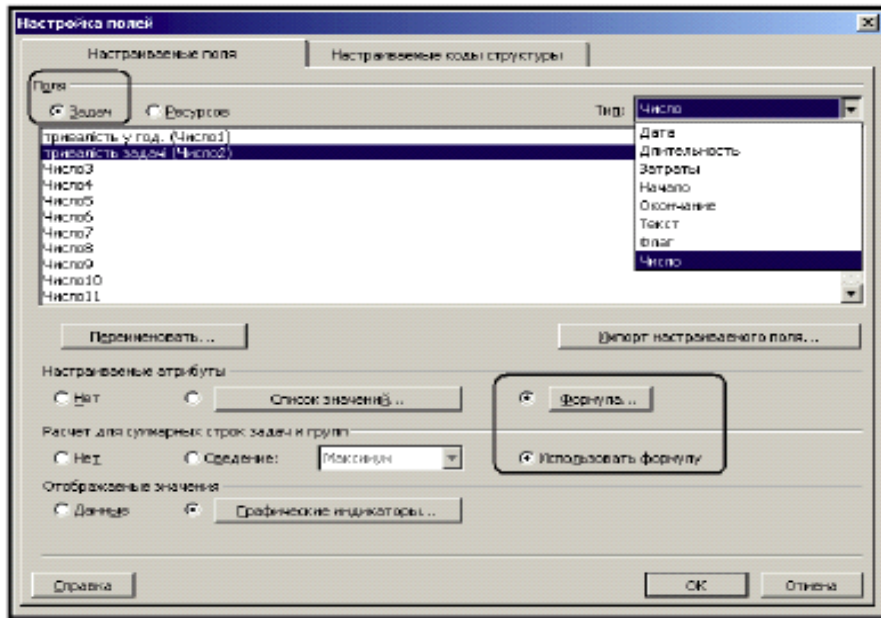 Настройка полей
Настраиваемые поля
Настраиваемые коды структуры
Поля
Задач
Ресурсов
Тип:
Число
Дата
Длительность
Затраты
Начало
Окончание
Текст
Флаг
Число
тривалість у год. (Число1)
тривалість задачі (Число2)
Число3
Число4
Число5
Число6
Число7
Число8
Число9
Число10
Число11
Переименовать...
Импорт настраиваемого поля...
Настраиваемые атрибуты
Нет
Список значений...
Формула...
Расчет для суммарных строк задач и групп
Нет
Сведение:
Максимум
Использовать формулу
Отображаемые значения
Данные
Графические индикаторы...
Справка
ОК
Отмена